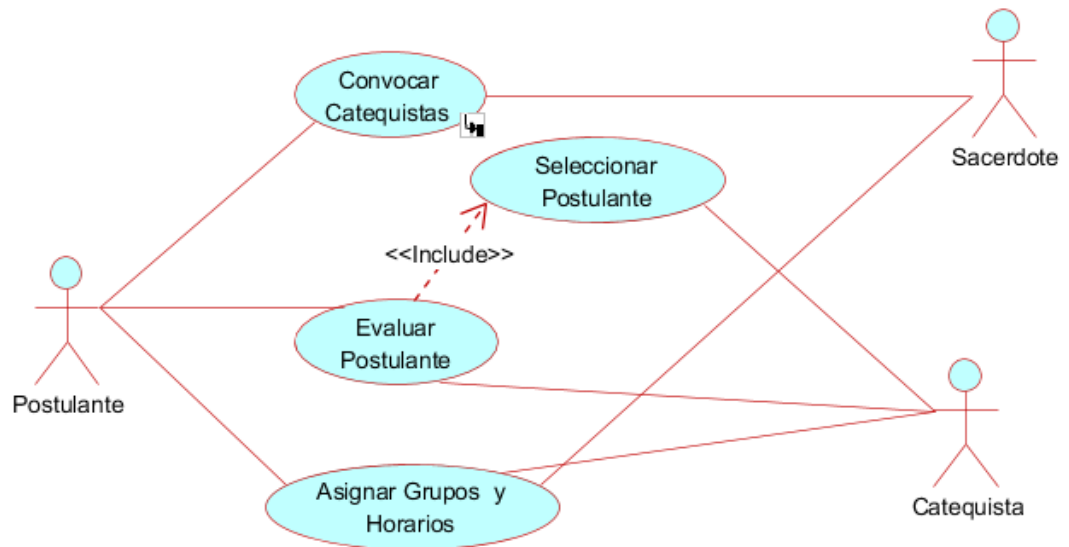 Convocar
Catequistas
Sacerdote
Seleccionar
Postulante
<<Include>>
Evaluar
Postulante
Postulante
Asignar Grupos y
Horarios
Catequista